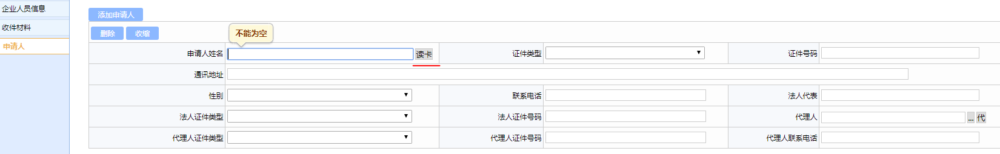 企业人员信息
收件材料
申请人
添加申请人
删除 收缩 不能为空
申请人姓名 读卡 证件类型 证件号码
通讯地址
性别 联系电话 法人代表
法人证件类型 法人证件号码 代理人 ... 代
代理人证件类型 代理人证件号码 代理人联系电话